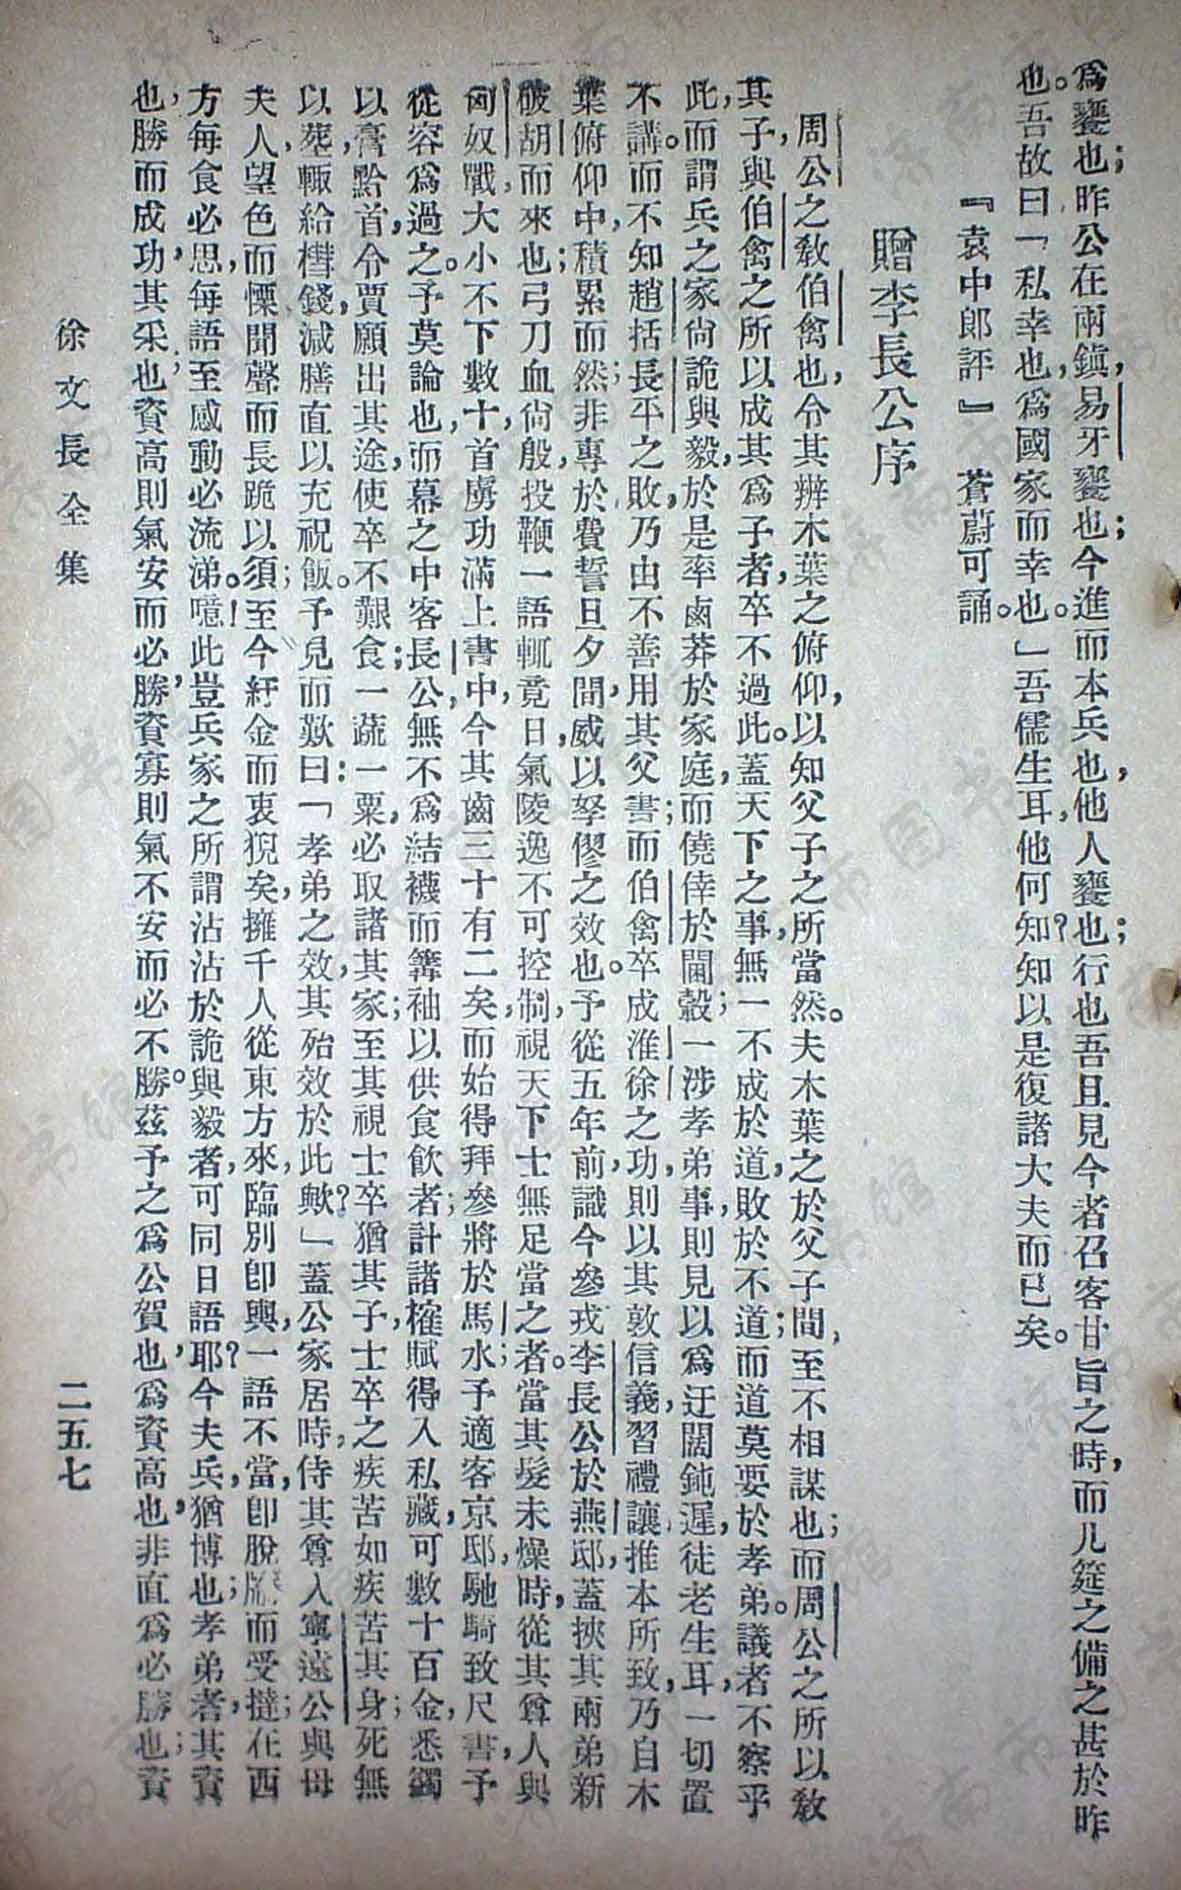 爲饔也；昨公在兩鎭，易牙饔也；今進而本兵也，他人饔也；行也吾且見今者召客甘旨之時，而几筵之備之甚於昨
也。吾故曰「私幸也，爲國家而幸也。」吾儒生耳，他何知？知以是復諸大夫而已矣。
『袁中郎評』　蒼蔚可誦。
贈李長公序
周公之敎伯禽也，令其辨木葉之俯仰，以知父子之所當然。夫木葉之於父子間，至不相謀也；而周公之所以敎
其子，與伯禽之所以成其爲子者，卒不過此。蓋天下之事，無一不成於道，敗於不道；而道莫要於孝弟。議者不察乎
此，而謂兵之家尙詭與毅，於是率鹵莽於家庭，而僥倖於閫轂；一涉孝弟事，則見以爲迂闊鈍遲，徒老生耳，一切置
不講。而不知趙括長平之敗，乃由不善用其父書；而伯禽卒成淮徐之功，則以其敦信義，習禮讓，推本所致，乃自木
葉俯仰中，積累而然；非專於費誓旦夕間，威以孥僇之效也。予從五年前，識今參戎李長公於燕邸，蓋挾其兩弟新
破胡而來也；弓刀血尙殷，投鞭一語，輒竟日，氣陵逸不可控制，視天下士無足當之者。當其髮未燥時，從其尊人與
匈奴戰，大小不下數十，首虜功滿上書中，今其齒三十有二矣，而始得拜參將於馬水；予適客京邸，馳騎致尺書，予
從容爲過之。予莫論也，而幕之中客，長公無不爲結襪而籌袖以供食飮者；計諸榷賦得入私藏，可數十百金，悉蠲
以膏黔首，令賈願出其途，使卒不艱食；一蔬一粟，必取諸其家；至其視士卒猶其子，士卒之疾苦如疾苦其身；死無
以塟，輒給槥錢，減膳直以充祝飯。予見而歎曰：「孝弟之效，其殆效於此歟？」蓋公家居時，侍其尊人寧遠公與母
夫人，望色而慄，聞聲而長跪以須；至今紆金而衷猊矣，擁千人從東方來，臨別卽輿，一語不當，卽脫而受撻；在西
方每食必思，每語至感動必流涕。噫！此豈兵家之所謂沾沾於詭與毅者，可同日語耶？今夫兵，猶博也；孝弟者，其資
也，勝而成功，其采也；資高則氣安而必勝，資寡則氣不安而必不勝。茲予之爲公賀也，爲資高也，非直爲必勝也；資
徐文長全集
二五七